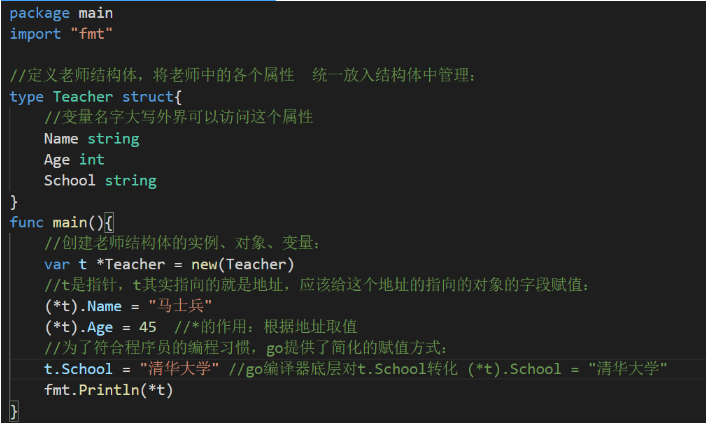 package main
import "fmt"
//定义老师结构体，将老师中的各个属性  统一放入结构体中管理：
type Teacher struct{
//变量名字大写外界可以访问这个属性
Name string
Age int
School string
}
func main(){
//创建老师结构体的实例、对象、变量：
var t *Teacher = new(Teacher)
//t是指针，t其实指向的就是地址，应该给这个地址的指向的对象的字段赋值：
(*t).Name = "马士兵"
(*t).Age = 45  //*的作用：根据地址取值
//为了符合程序员的编程习惯，go提供了简化的赋值方式：
t.School = "清华大学" //go编译器底层对t.School转化 (*t).School = "清华大学"
fmt.Println(*t)
}